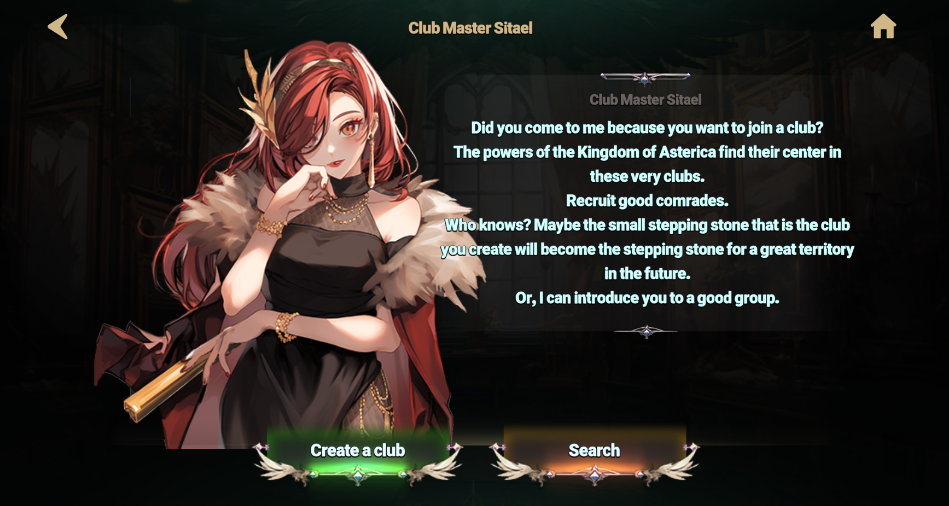 Club Master Sitael
Club Master Sitael
Did you come to me because you want to join a club?
The powers of the Kingdom of Asterica find their center in
these very clubs.
Recruit good comrades.
Who knows? Maybe the small stepping stone that is the club
you create will become the stepping stone for a great territory
in the future.
Or, I can introduce you to a good group.
Create a club
Search